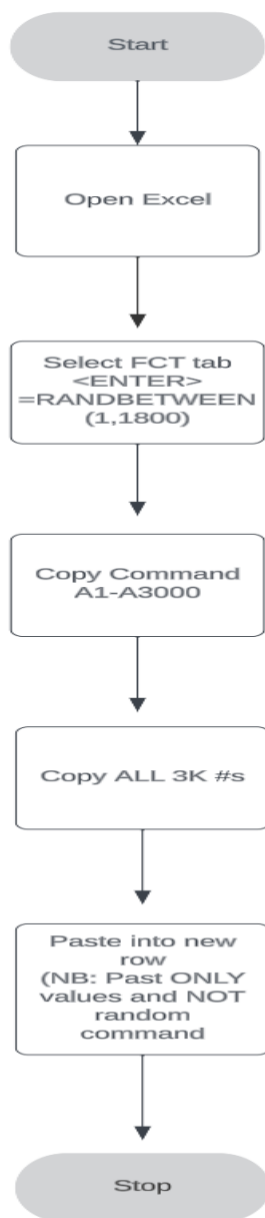 Start
Open Excel
Select FCT tab
<ENTER>
=RANDBETWEEN
(1,1800)
Copy Command
A1-A3000
Copy ALL 3K #s
Paste into new
row
(NB: Past ONLY
values and NOT
random
command
Stop